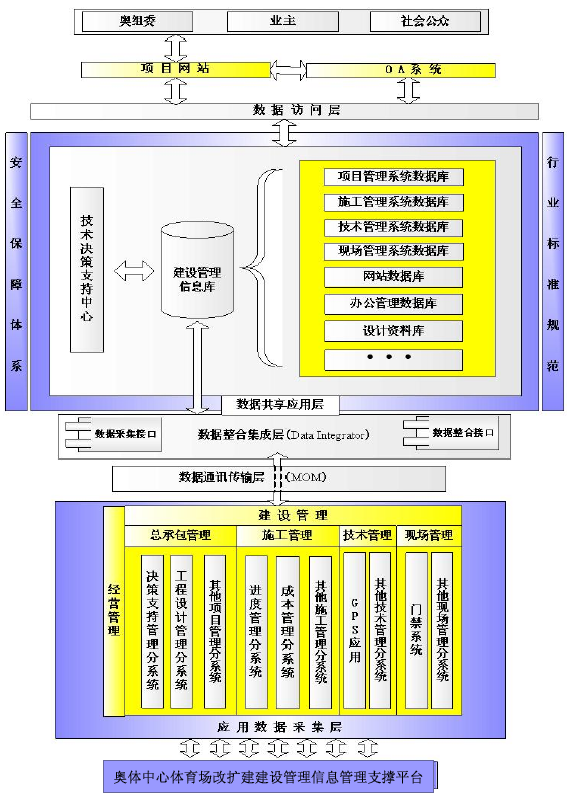 奥组委 业主 社会公众
项目网站 OA系统
数据访问层
安全保障体系
行业标准规范
技术决策支持中心
建设管理
信息库
项目管理系统数据库
施工管理系统数据库
技术管理系统数据库
现场管理系统数据库
网站数据库
办公管理数据库
设计资料库
• • •
数据共享应用层
数据采集接口 数据整合集成层(Data Integrator) 数据整合接口
数据通讯传输层 (MOM)
建设管理
经营管理
总承包管理 施工管理 技术管理 现场管理
决策支持管理分系统
工程设计管理分系统
其他项目管理分系统
进度管理分系统
成本管理分系统
其他施工管理分系统
GPS应用
其他技术管理分系统
门禁系统
其他现场管理分系统
应用数据采集层
奥体中心体育场改扩建建设管理信息管理支撑平台